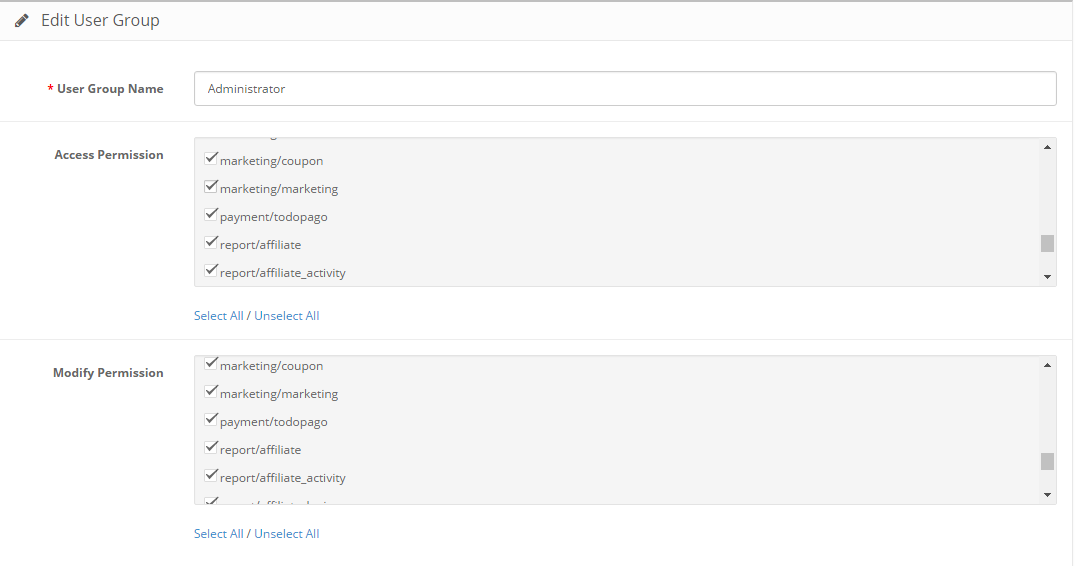 Edit User Group
* User Group Name
Administrator
Access Permission
marketing/coupon
marketing/marketing
payment/todopago
report/affiliate
report/affiliate_activity
Select All / Unselect All
Modify Permission
marketing/coupon
marketing/marketing
payment/todopago
report/affiliate
report/affiliate_activity
Select All / Unselect All